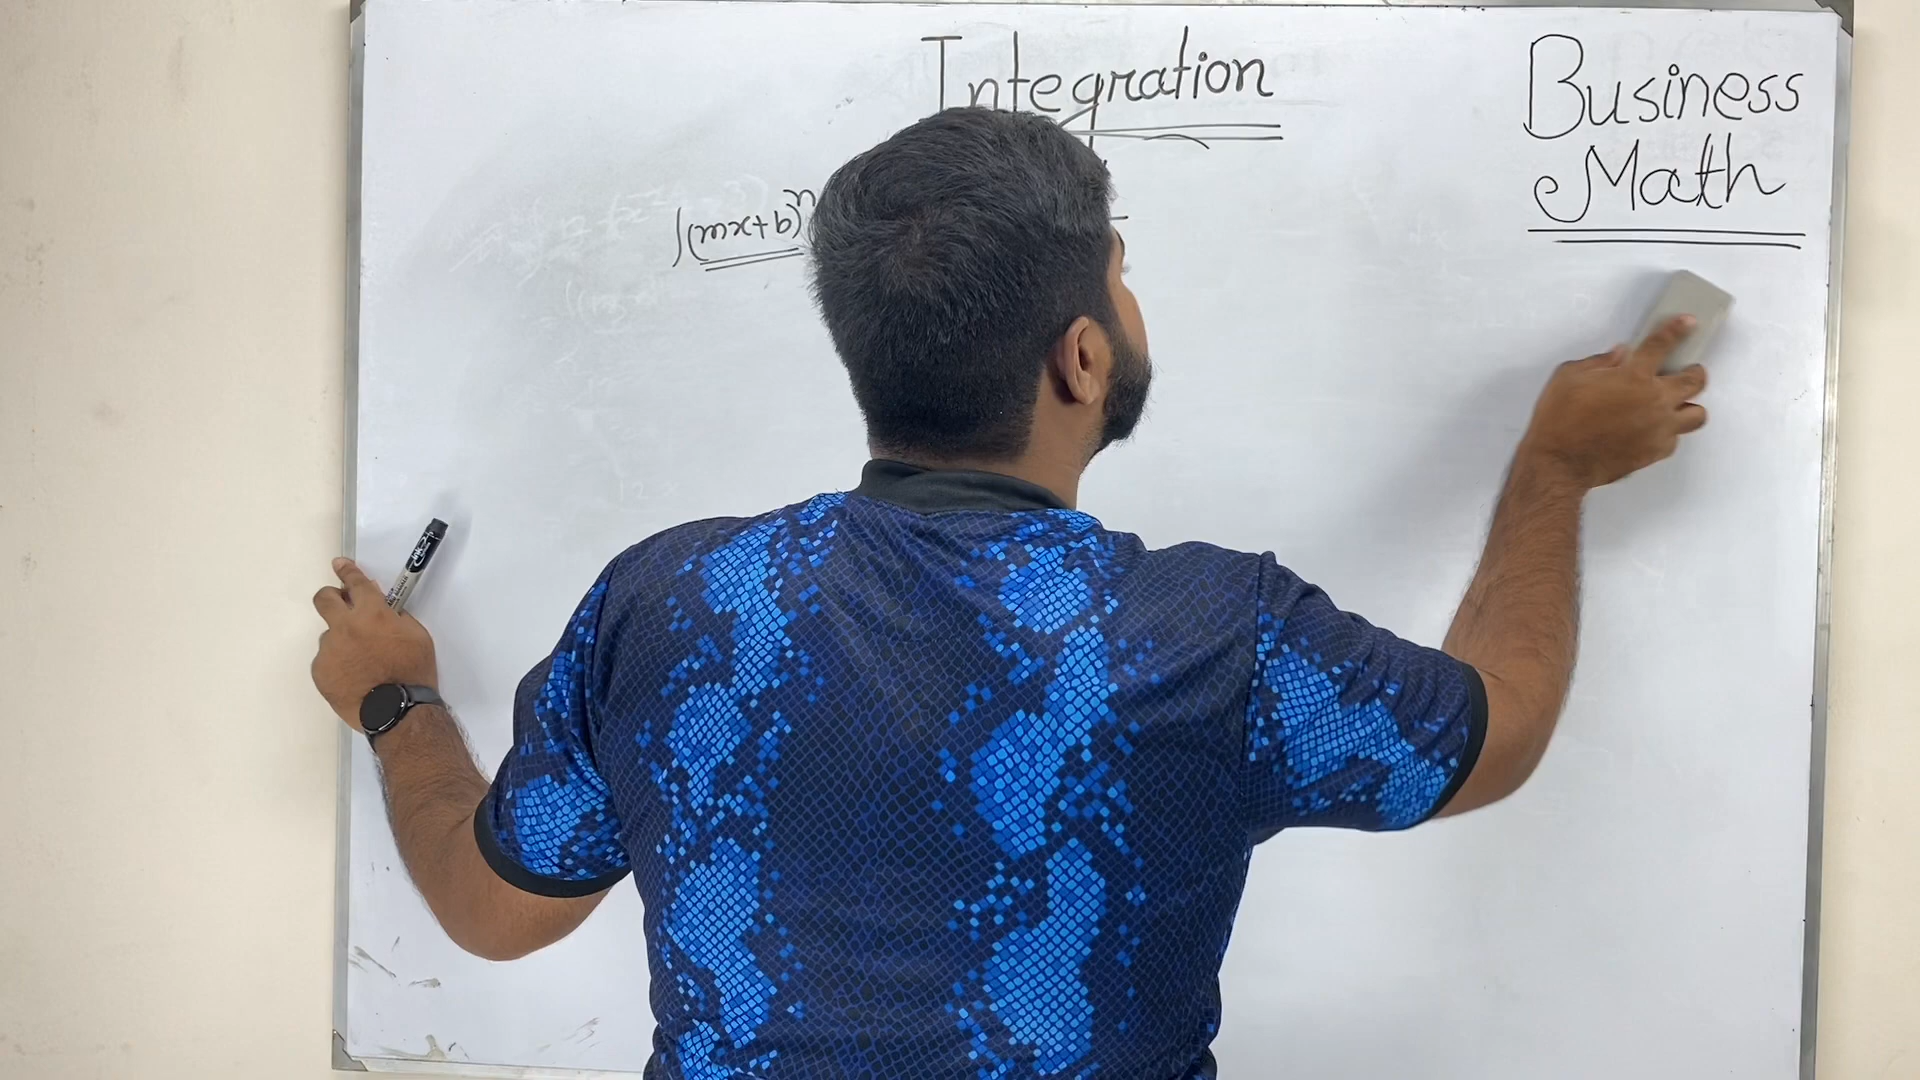 Integration
Business
Math
∫(mx+b)ⁿ